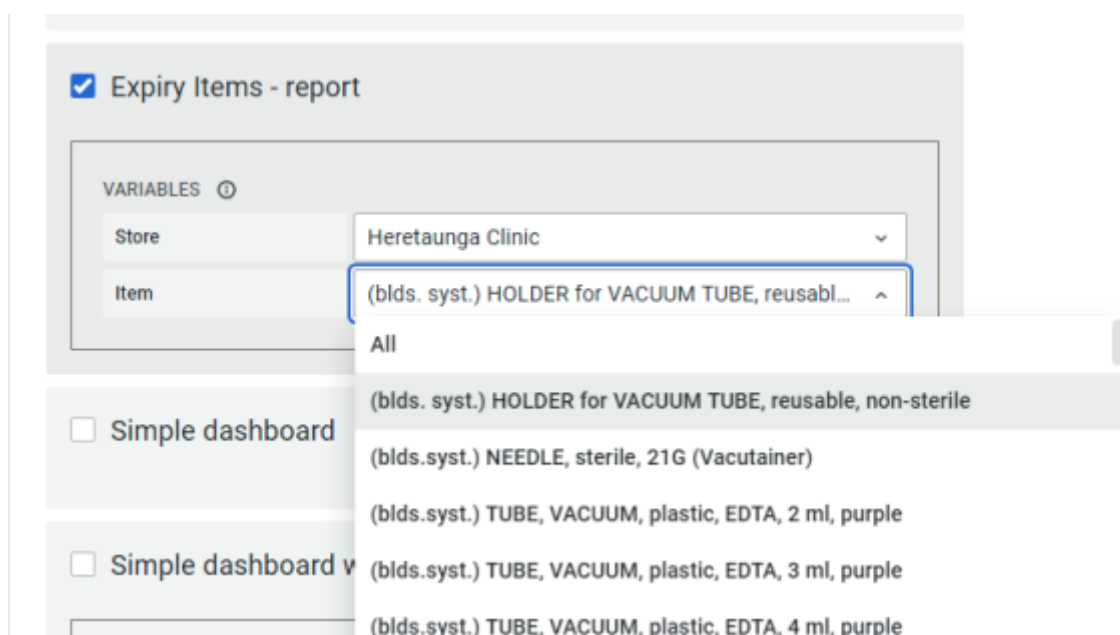 Expiry Items - report
VARIABLES
Store
Heretaunga Clinic
Item
(blds. syst.) HOLDER for VACUUM TUBE, reusabl...
All
(blds. syst.) HOLDER for VACUUM TUBE, reusable, non-sterile
Simple dashboard
(blds.syst.) NEEDLE, sterile, 21G (Vacutainer)
(blds.syst.) TUBE, VACUUM, plastic, EDTA, 2 ml, purple
Simple dashboard w
(blds.syst.) TUBE, VACUUM, plastic, EDTA, 3 ml, purple
(blds.syst.) TUBE, VACUUM, plastic, EDTA, 4 ml, purple